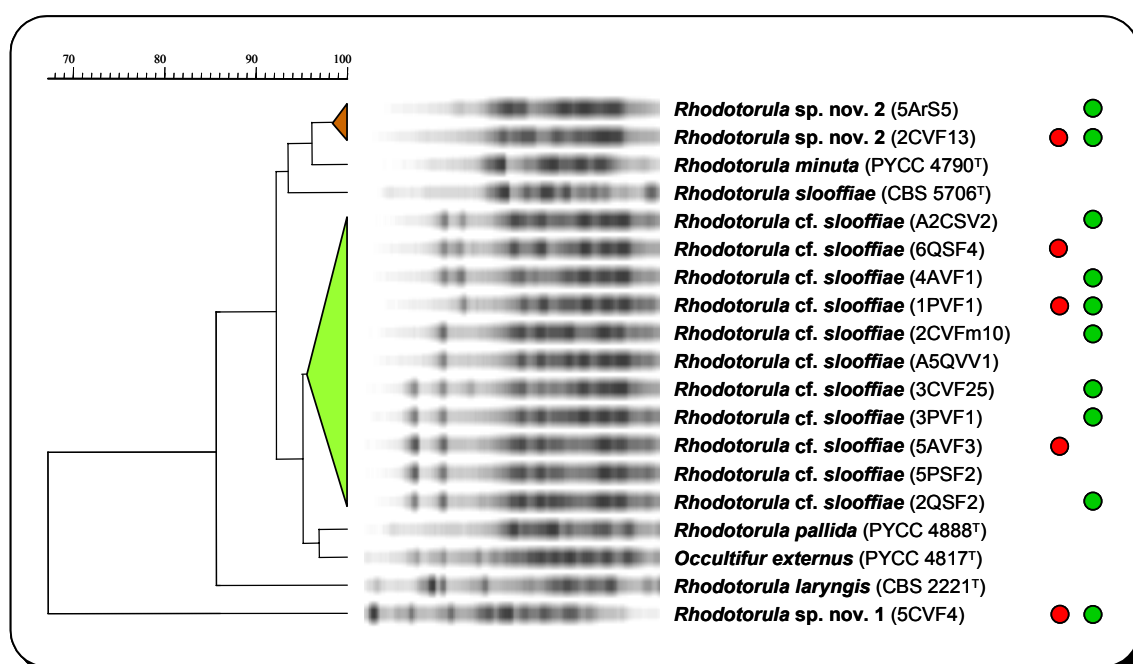 70 80 90 100
Rhodotorula sp. nov. 2 (5ArS5)
Rhodotorula sp. nov. 2 (2CVF13)
Rhodotorula minuta (PYCC 4790ᵀ)
Rhodotorula slooffiae (CBS 5706ᵀ)
Rhodotorula cf. slooffiae (A2CSV2)
Rhodotorula cf. slooffiae (6QSF4)
Rhodotorula cf. slooffiae (4AVF1)
Rhodotorula cf. slooffiae (1PVF1)
Rhodotorula cf. slooffiae (2CVFm10)
Rhodotorula cf. slooffiae (A5QVV1)
Rhodotorula cf. slooffiae (3CVF25)
Rhodotorula cf. slooffiae (3PVF1)
Rhodotorula cf. slooffiae (5AVF3)
Rhodotorula cf. slooffiae (5PSF2)
Rhodotorula cf. slooffiae (2QSF2)
Rhodotorula pallida (PYCC 4888ᵀ)
Occultifur externus (PYCC 4817ᵀ)
Rhodotorula laryngis (CBS 2221ᵀ)
Rhodotorula sp. nov. 1 (5CVF4)